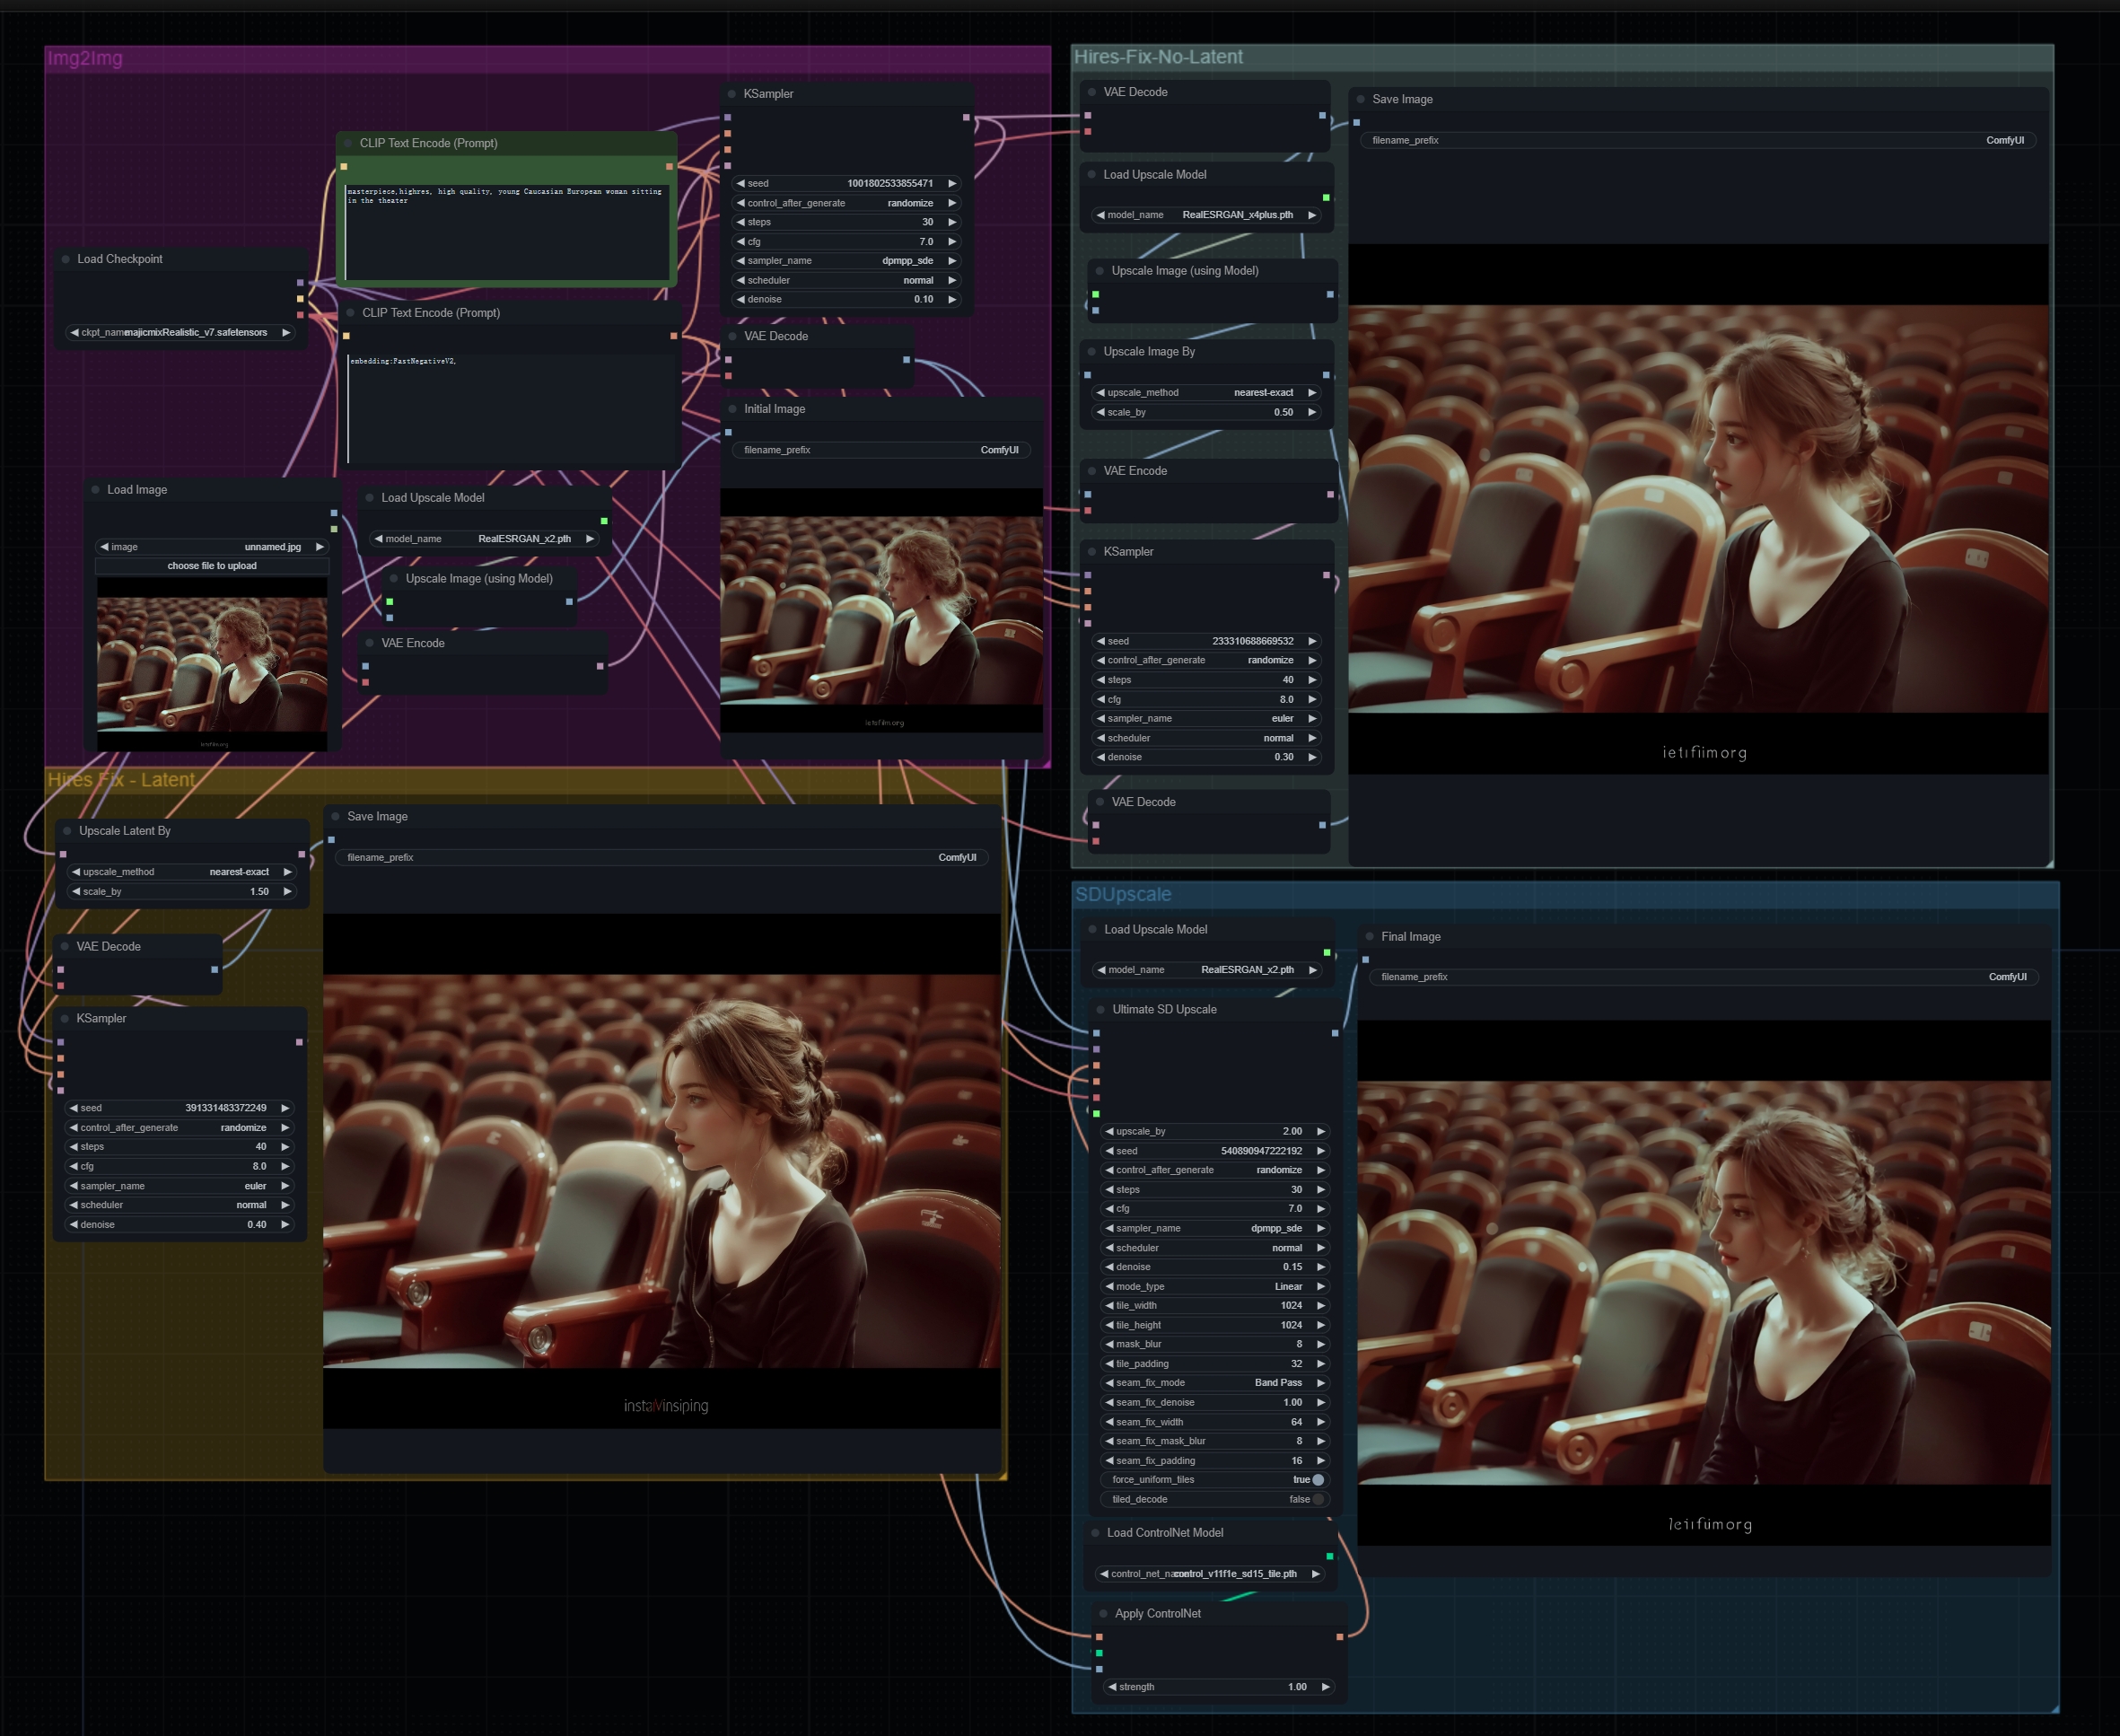 Img2Img
Load Checkpoint
ckpt_name majicmixRealistic_v7.safetensors
CLIP Text Encode (Prompt)
masterpiece,highres, high quality, young Caucasian European woman sitting
in the theater
CLIP Text Encode (Prompt)
embedding:FastNegativeV2,
Load Image
image unnamed.jpg
choose file to upload
Load Upscale Model
model_name RealESRGAN_x2.pth
Upscale Image (using Model)
VAE Encode
KSampler
seed 1001802533855471
control_after_generate randomize
steps 30
cfg 7.0
sampler_name dpmpp_sde
scheduler normal
denoise 0.10
VAE Decode
Initial Image
filename_prefix ComfyUI
Hires Fix - Latent
Upscale Latent By
upscale_method nearest-exact
scale_by 1.50
VAE Decode
KSampler
seed 391331483372249
control_after_generate randomize
steps 40
cfg 8.0
sampler_name euler
scheduler normal
denoise 0.40
Save Image
filename_prefix ComfyUI
Hires-Fix-No-Latent
VAE Decode
Load Upscale Model
model_name RealESRGAN_x4plus.pth
Upscale Image (using Model)
Upscale Image By
upscale_method nearest-exact
scale_by 0.50
VAE Encode
KSampler
seed 233310688669532
control_after_generate randomize
steps 40
cfg 8.0
sampler_name euler
scheduler normal
denoise 0.30
VAE Decode
Save Image
filename_prefix ComfyUI
SDUpscale
Load Upscale Model
model_name RealESRGAN_x2.pth
Ultimate SD Upscale
upscale_by 2.00
seed 540890947222192
control_after_generate randomize
steps 30
cfg 7.0
sampler_name dpmpp_sde
scheduler normal
denoise 0.15
mode_type Linear
tile_width 1024
tile_height 1024
mask_blur 8
tile_padding 32
seam_fix_mode Band Pass
seam_fix_denoise 1.00
seam_fix_width 64
seam_fix_mask_blur 8
seam_fix_padding 16
force_uniform_tiles true
tiled_decode false
Load ControlNet Model
control_v11f1e_sd15_tile.pth
Apply ControlNet
strength 1.00
Final Image
filename_prefix ComfyUI